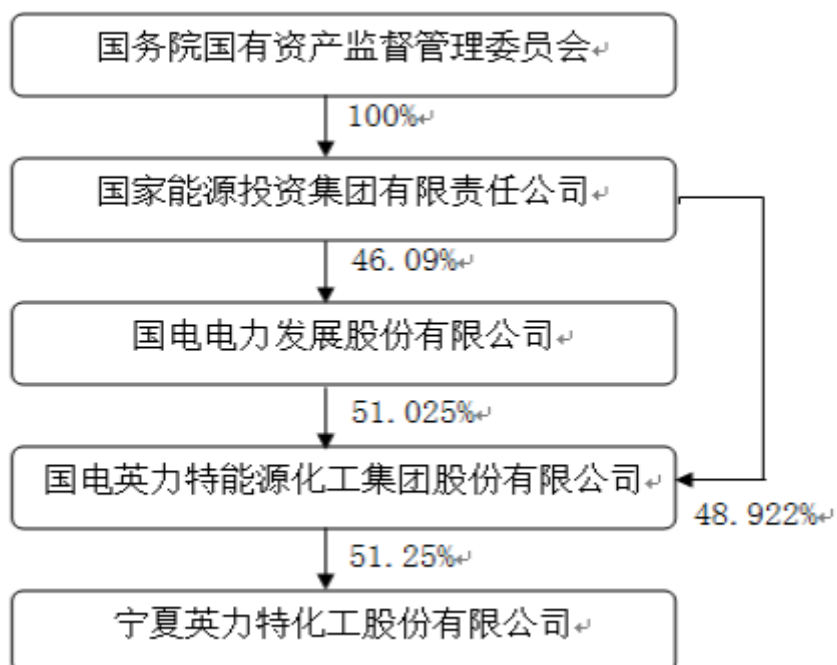 国务院国有资产监督管理委员会
100%
国家能源投资集团有限责任公司
46.09%
国电电力发展股份有限公司
51.025%
国电英力特能源化工集团股份有限公司
48.922%
51.25%
宁夏英力特化工股份有限公司